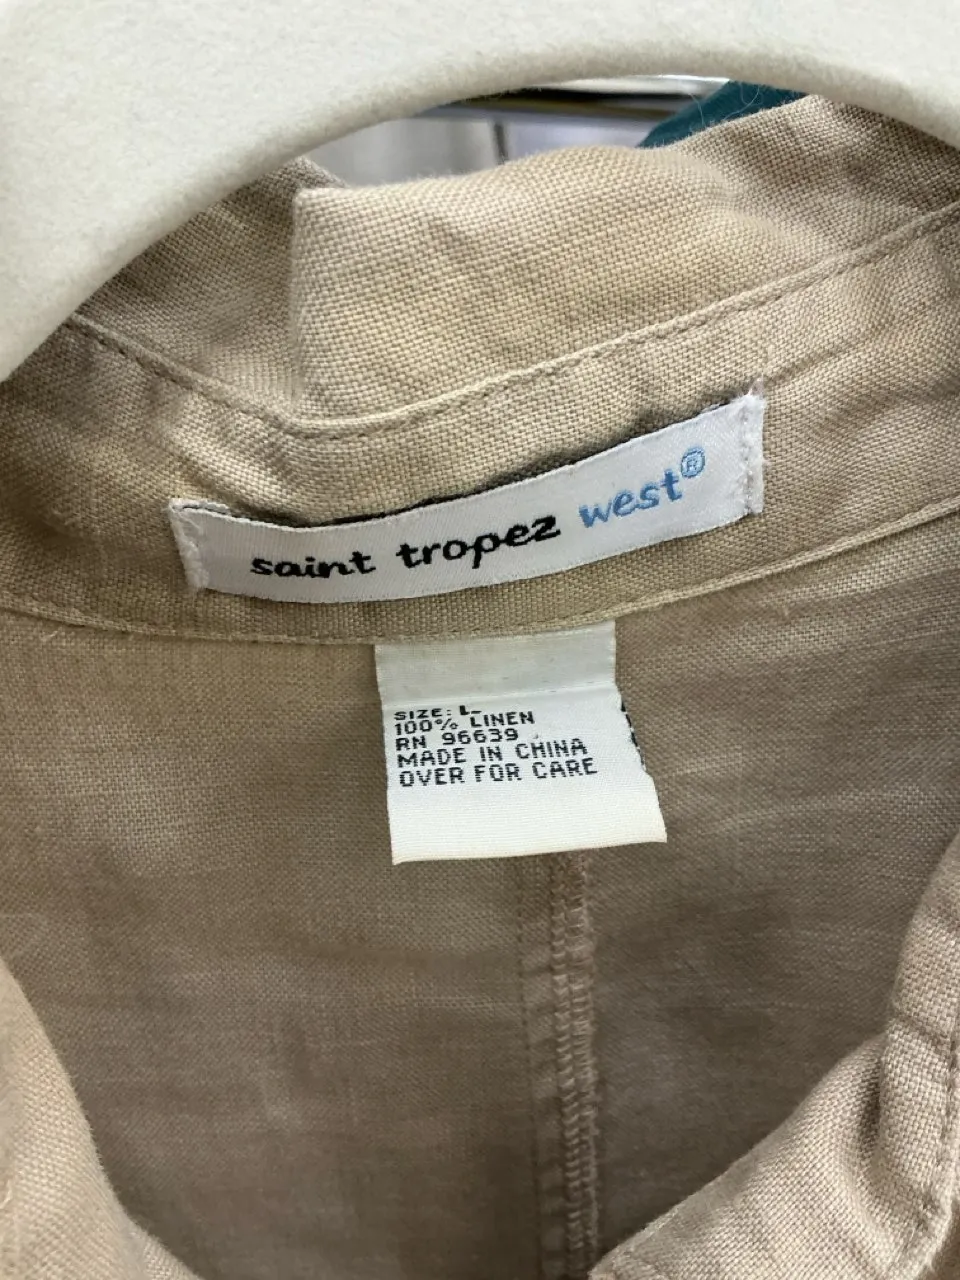 saint tropez west®
SIZE: L
100% LINEN
RN 96639
MADE IN CHINA
OVER FOR CARE